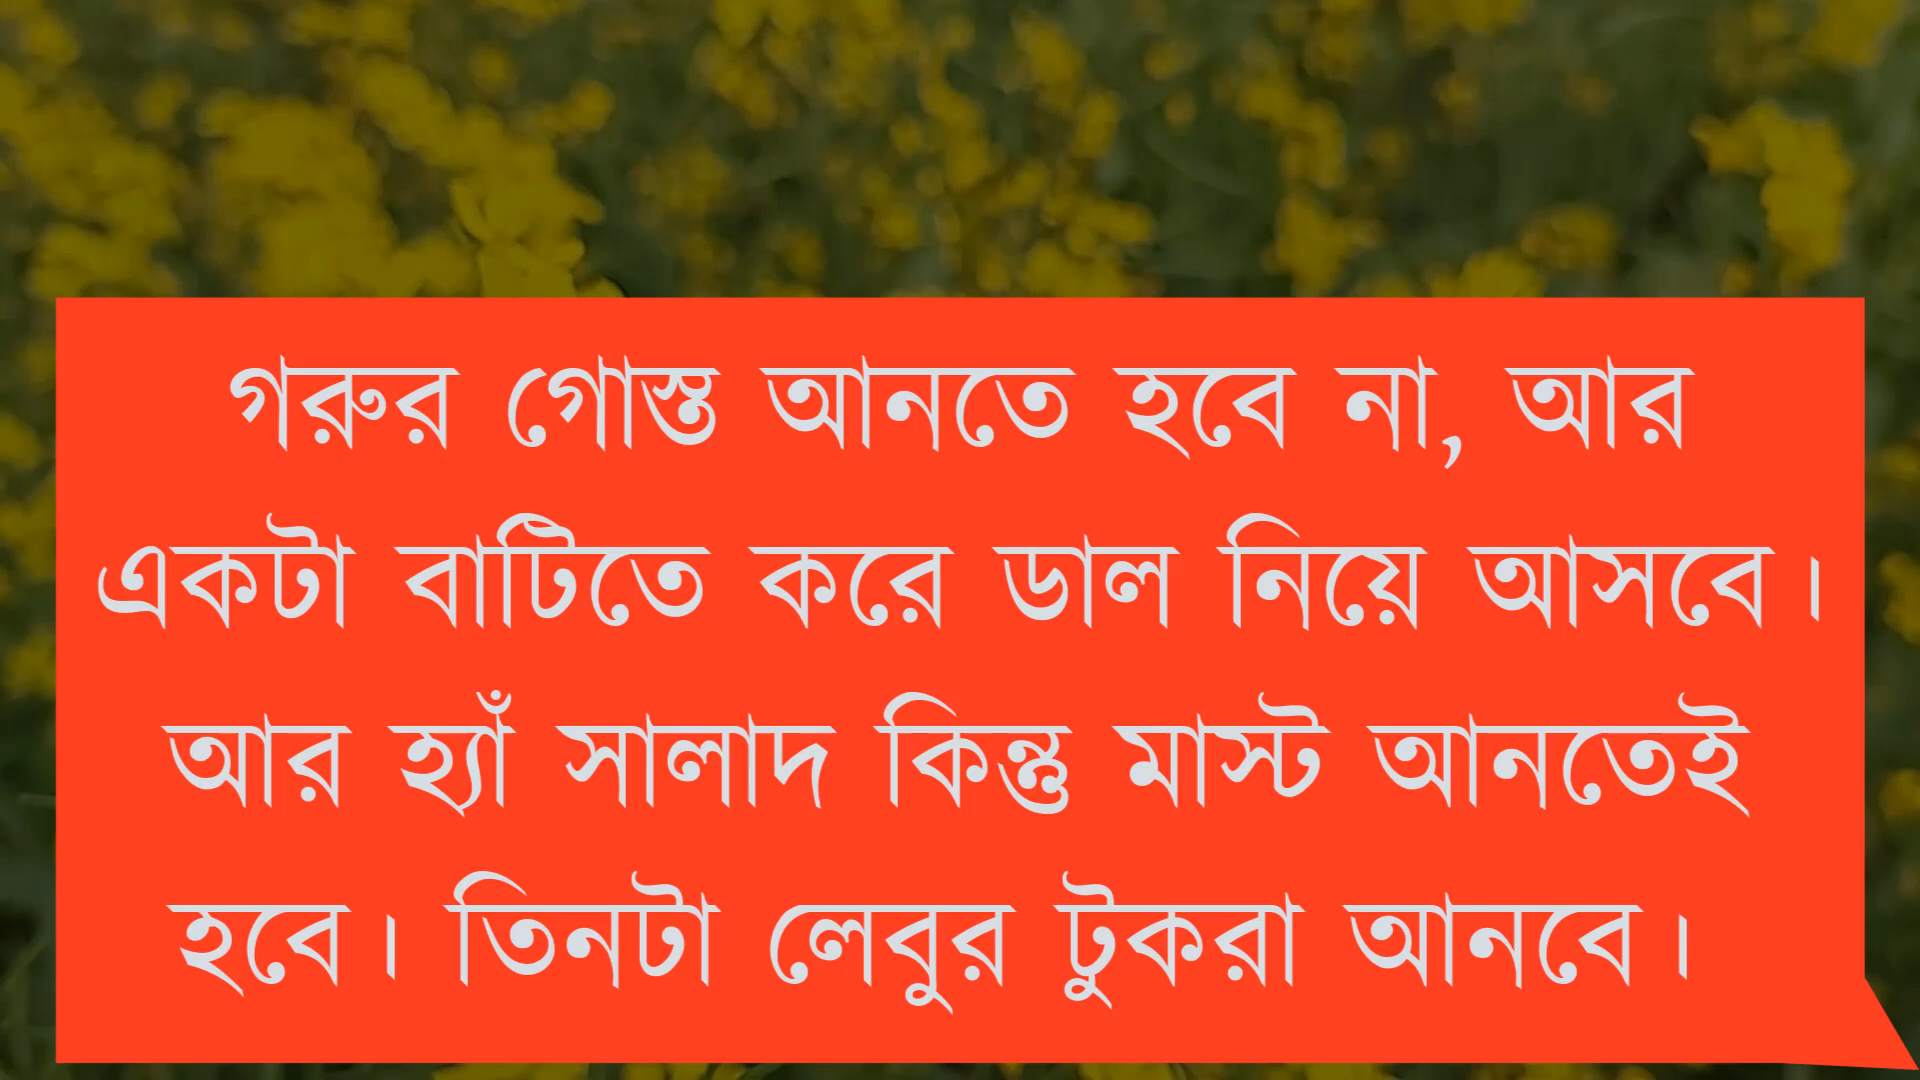 গরুর গোস্ত আনতে হবে না, আর
একটা বাটিতে করে ডাল নিয়ে আসবে।
আর হ্যাঁ সালাদ কিন্তু মাস্ট আনতেই
হবে। তিনটা লেবুর টুকরা আনবে।